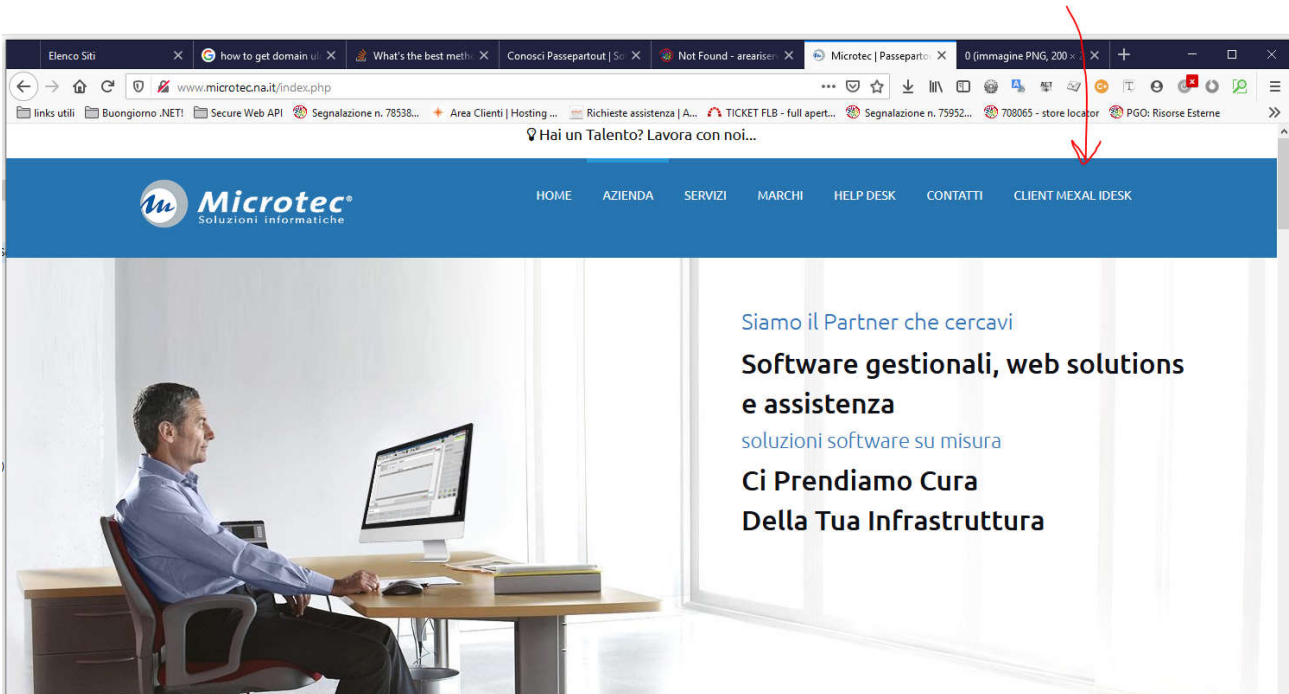 Elenco Siti
how to get domain ul
What's the best meth
Conosci Passepartout | So
Not Found - areariserv
Microtec | Passeparto
0 (immagine PNG, 200 ×
www.microtec.na.it/index.php
links utili Buongiorno .NET! Secure Web API Segnalazione n. 78538... Area Clienti | Hosting ... Richieste assistenza | A... TICKET FLB - full apert... Segnalazione n. 75952... 708065 - store locator PGO: Risorse Esterne
Hai un Talento? Lavora con noi...
Microtec®
Soluzioni informatiche
HOME AZIENDA SERVIZI MARCHI HELP DESK CONTATTI CLIENT MEXAL IDESK
Siamo il Partner che cercavi
Software gestionali, web solutions
e assistenza
soluzioni software su misura
Ci Prendiamo Cura
Della Tua Infrastruttura